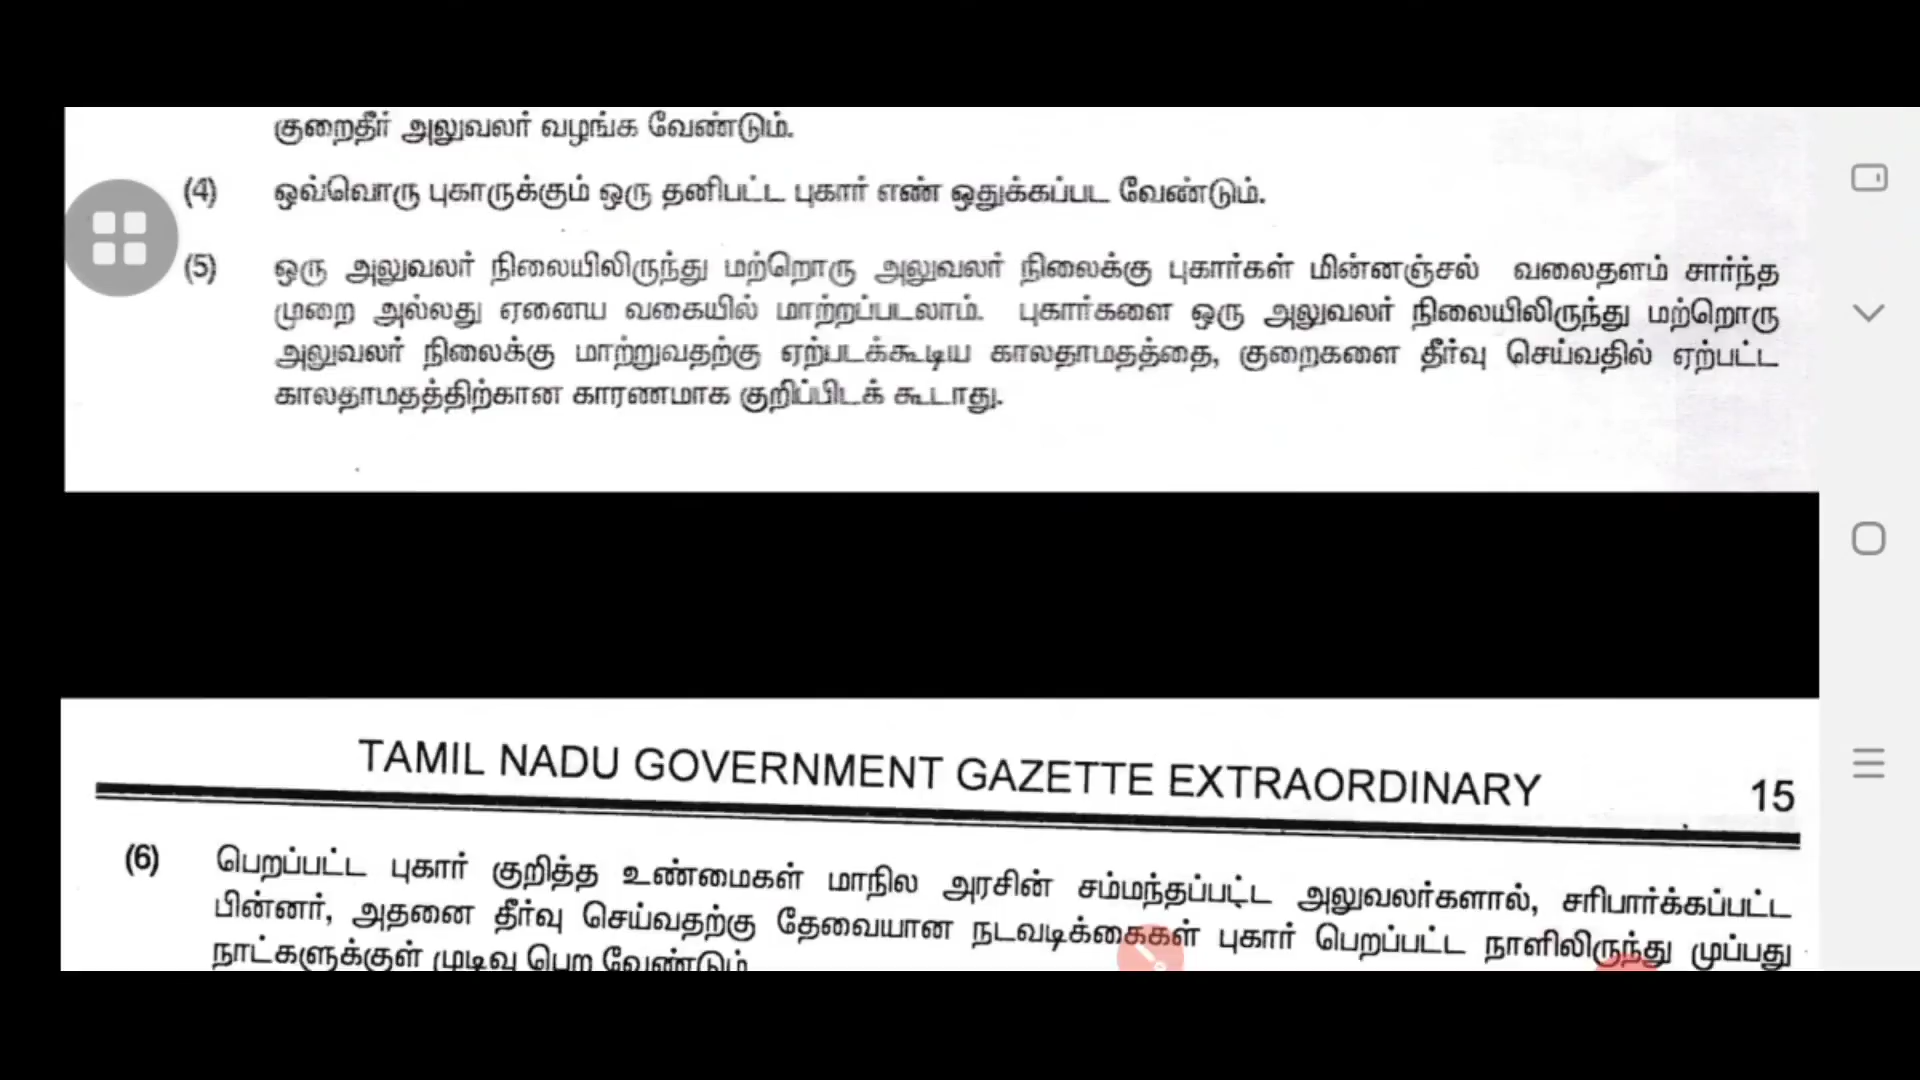 குறைதீர் அலுவலர் வழங்க வேண்டும்.
(4) ஒவ்வொரு புகாருக்கும் ஒரு தனிபட்ட புகார் எண் ஒதுக்கப்பட வேண்டும்.
(5) ஒரு அலுவலர் நிலையிலிருந்து மற்றொரு அலுவலர் நிலைக்கு புகார்கள் மின்னஞ்சல் வலைதளம் சார்ந்த
முறை அல்லது ஏனைய வகையில் மாற்றப்படலாம். புகார்களை ஒரு அலுவலர் நிலையிலிருந்து மற்றொரு
அலுவலர் நிலைக்கு மாற்றுவதற்கு ஏற்படக்கூடிய காலதாமதத்தை, குறைகளை தீர்வு செய்வதில் ஏற்பட்ட
காலதாமதத்திற்கான காரணமாக குறிப்பிடக் கூடாது.
TAMIL NADU GOVERNMENT GAZETTE EXTRAORDINARY 15
(6) பெறப்பட்ட புகார் குறித்த உண்மைகள் மாநில அரசின் சம்மந்தப்பட்ட அலுவலர்களால், சரிபார்க்கப்பட்ட
பின்னர், அதனை தீர்வு செய்வதற்கு தேவையான நடவடிக்கைகள் புகார் பெறப்பட்ட நாளிலிருந்து முப்பது
நாட்களுக்குள் முடிவு பெற வேண்டும்